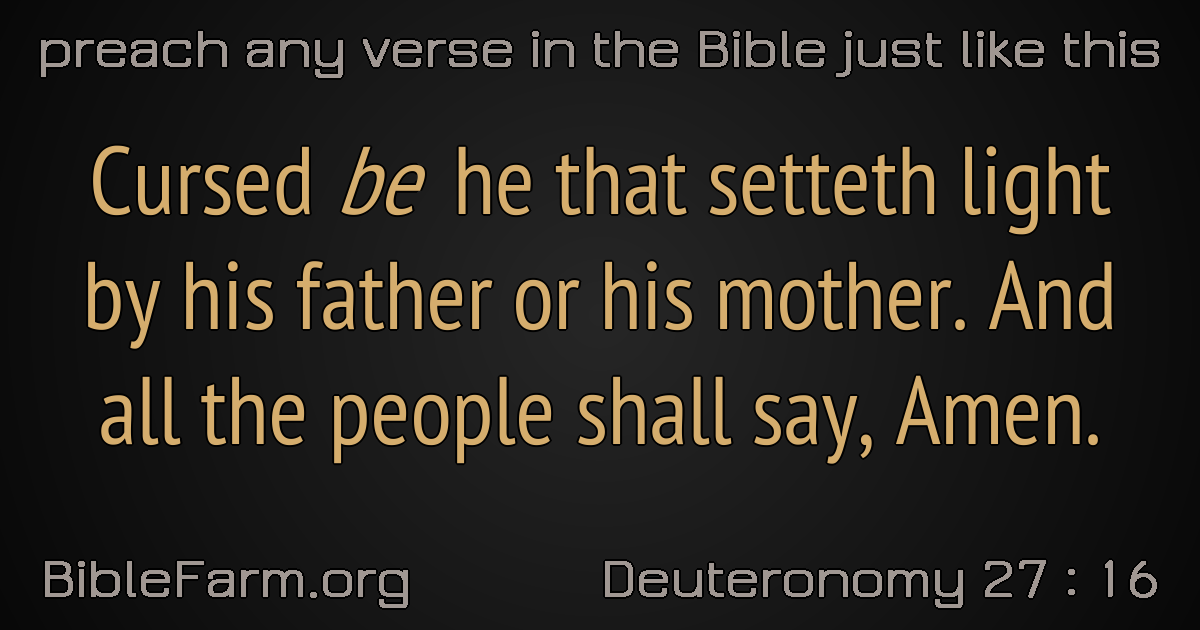 preach any verse in the Bible just like this
Cursed be he that setteth light
by his father or his mother. And
all the people shall say, Amen.
BibleFarm.org
Deuteronomy 27 : 16